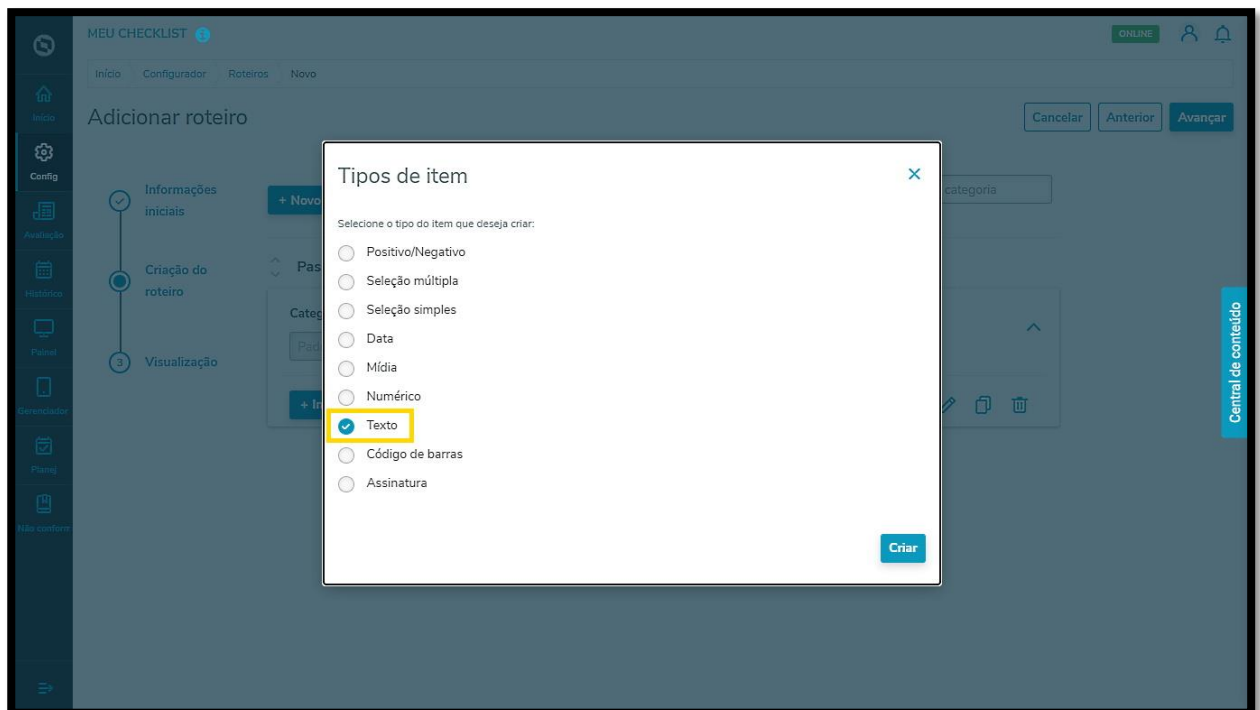 MEU CHECKLIST
ONLINE
Início Configurador Roteiros Novo
Adicionar roteiro
Cancelar Anterior Avançar
Início
Config
Avaliação
Histórico
Painel
Gerenciador
Planej
Não conform
Informações
iniciais
Criação do
roteiro
3 Visualização
+ Novo
categoria
Pas
Categ
Pad
+ In
Tipos de item
Selecione o tipo do item que deseja criar:
Positivo/Negativo
Seleção múltipla
Seleção simples
Data
Mídia
Numérico
Texto
Código de barras
Assinatura
Criar
Central de conteúdo